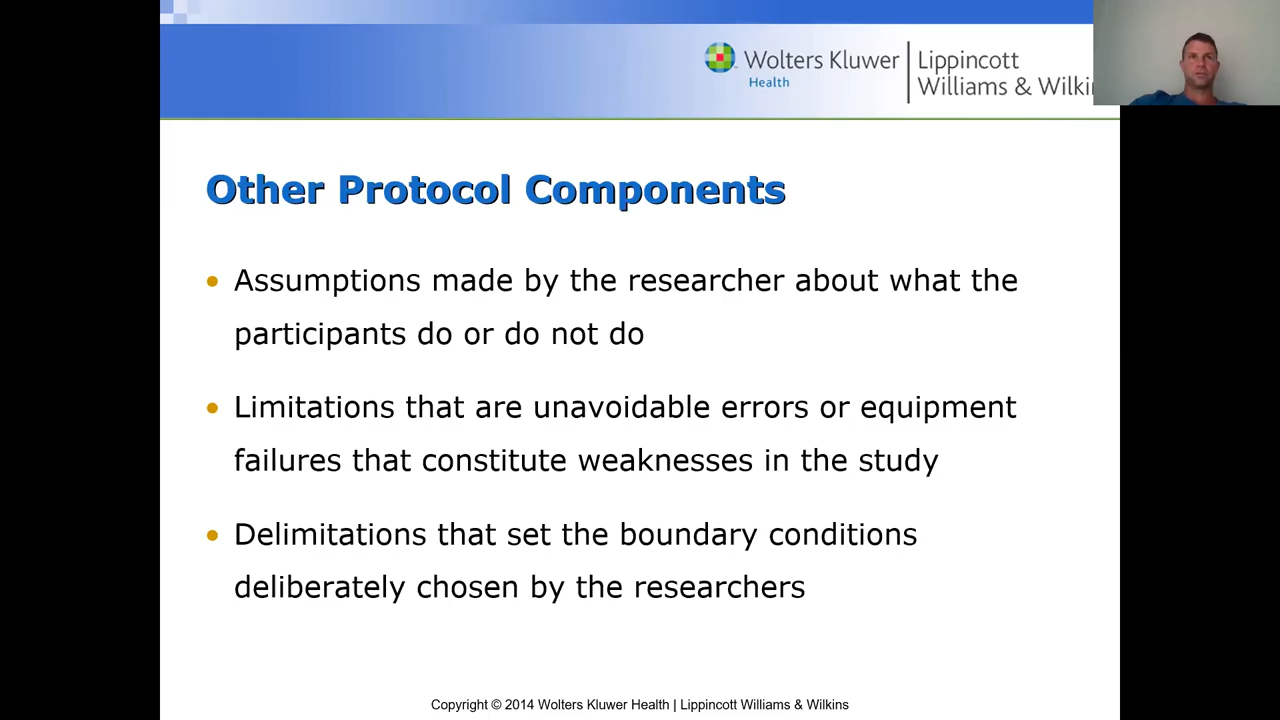 Wolters Kluwer
Health
Lippincott
Williams & Wilki
Other Protocol Components
• Assumptions made by the researcher about what the
participants do or do not do
• Limitations that are unavoidable errors or equipment
failures that constitute weaknesses in the study
• Delimitations that set the boundary conditions
deliberately chosen by the researchers
Copyright © 2014 Wolters Kluwer Health | Lippincott Williams & Wilkins